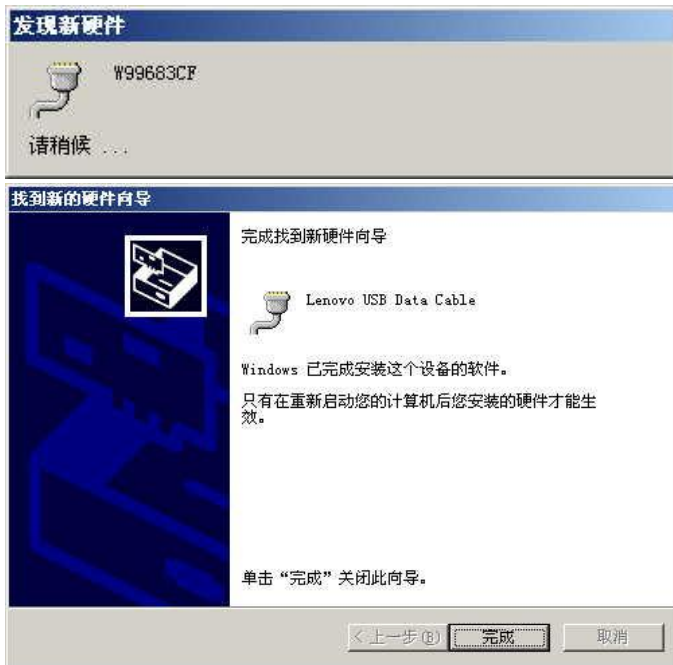 发现新硬件
W99683CF
请稍候 ...
找到新的硬件向导
完成找到新硬件向导
Lenovo USB Data Cable
Windows 已完成安装这个设备的软件。
只有在重新启动您的计算机后您安装的硬件才能生
效。
单击“完成”关闭此向导。
<上一步(B) 完成 取消